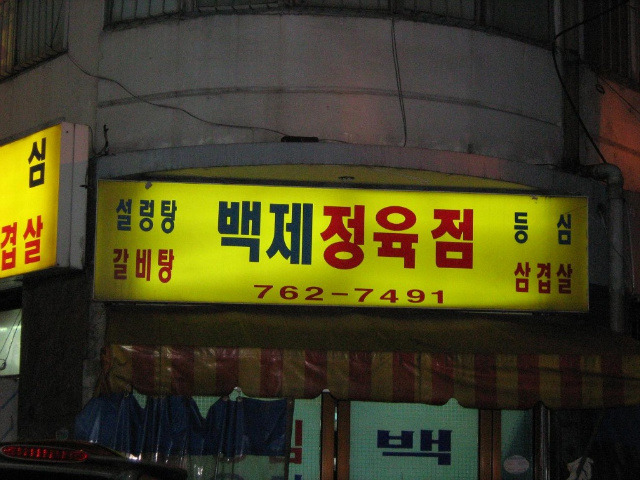 심
겹살
설렁탕
갈비탕
백제정육점
762-7491
등심
삼겹살
백